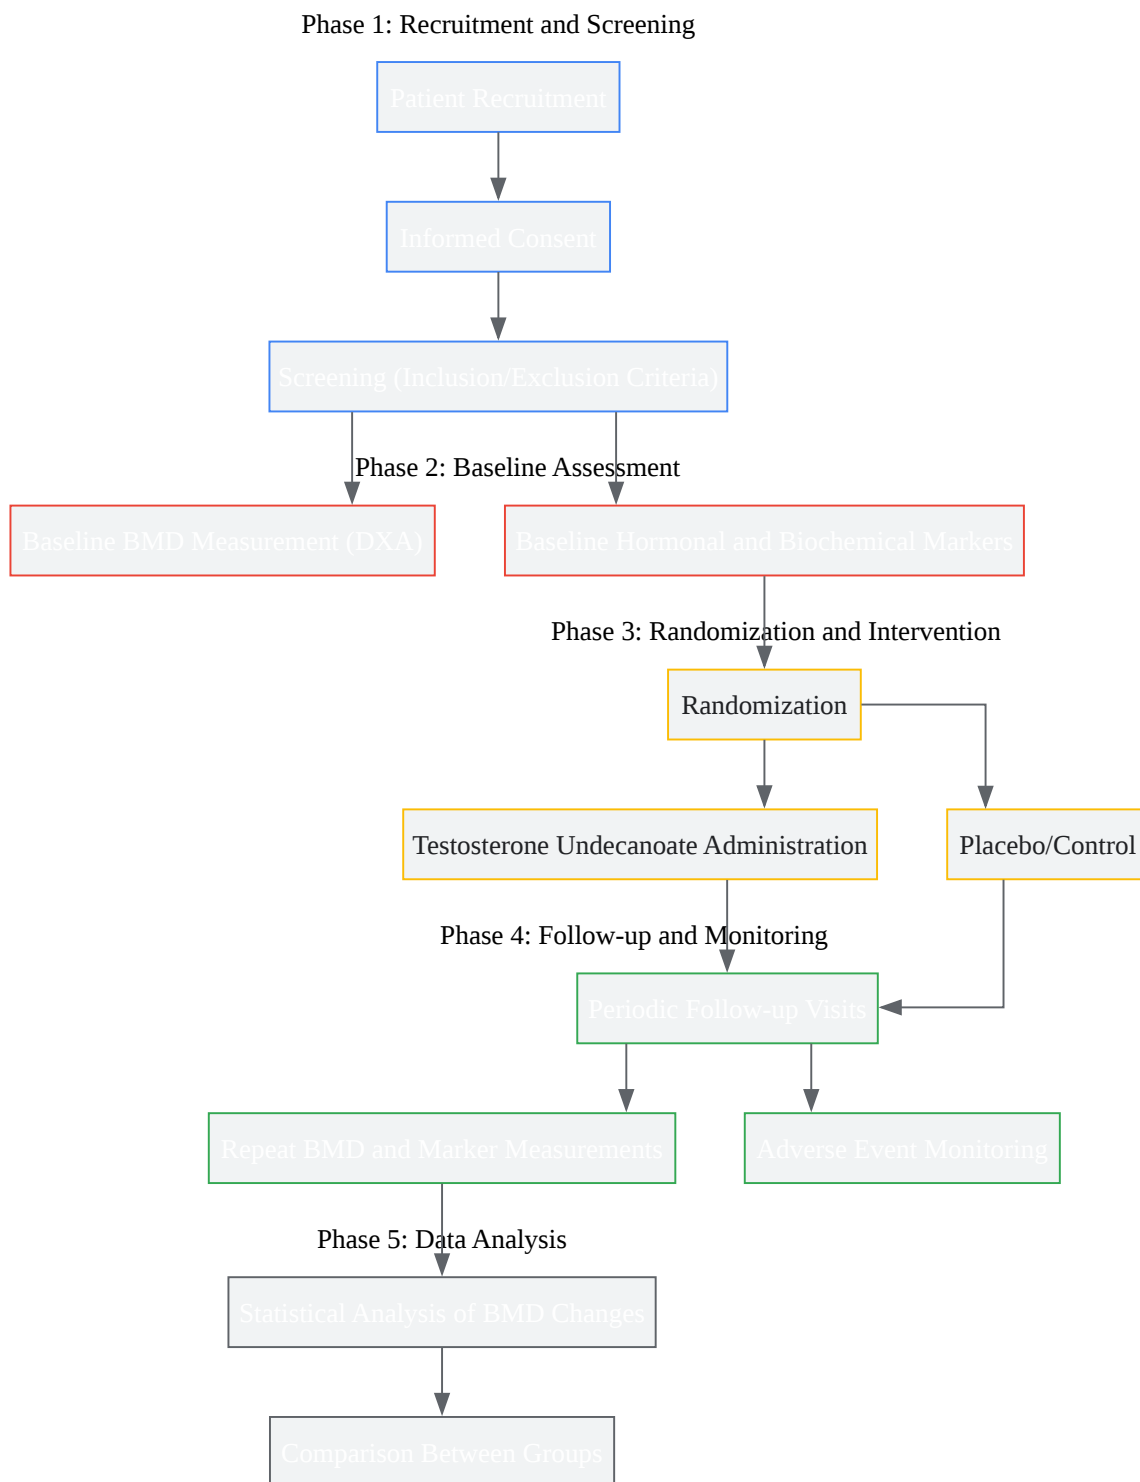 Phase 1: Recruitment and Screening
Patient Recruitment
Informed Consent
Screening (Inclusion/Exclusion Criteria)
Phase 2: Baseline Assessment
Baseline BMD Measurement (DXA)
Baseline Hormonal and Biochemical Markers
Phase 3: Randomization and Intervention
Randomization
Testosterone Undecanoate Administration
Placebo/Control
Phase 4: Follow-up and Monitoring
Periodic Follow-up Visits
Repeat BMD and Marker Measurements
Adverse Event Monitoring
Phase 5: Data Analysis
Statistical Analysis of BMD Changes
Comparison Between Groups